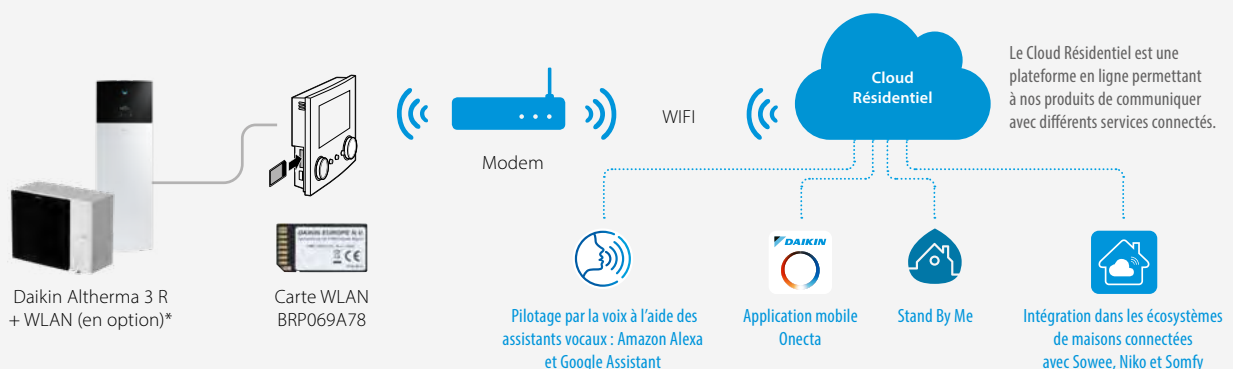 Cloud
Résidentiel
Le Cloud Résidentiel est une
plateforme en ligne permettant
à nos produits de communiquer
avec différents services connectés.
WIFI
Modem
DAIKIN EUROPE N.V.
CE
DAIKIN
Daikin Altherma 3 R
+ WLAN (en option)*
Carte WLAN
BRP069A78
Pilotage par la voix à l'aide des
assistants vocaux : Amazon Alexa
et Google Assistant
Application mobile
Onecta
Stand By Me
Intégration dans les écosystèmes
de maisons connectées
avec Sowee, Niko et Somfy